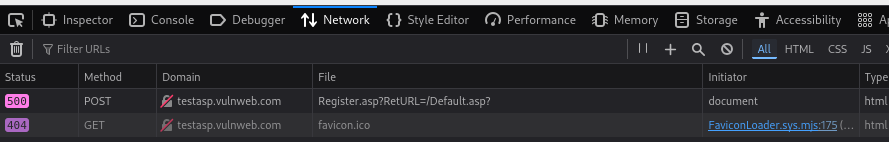 Inspector Console Debugger Network Style Editor Performance Memory Storage Accessibility
Filter URLs All HTML CSS JS
Status Method Domain File Initiator Type
500 POST testasp.vulnweb.com Register.asp?RetURL=/Default.asp? document html
404 GET testasp.vulnweb.com favicon.ico FaviconLoader.sys.mjs:175 (... html